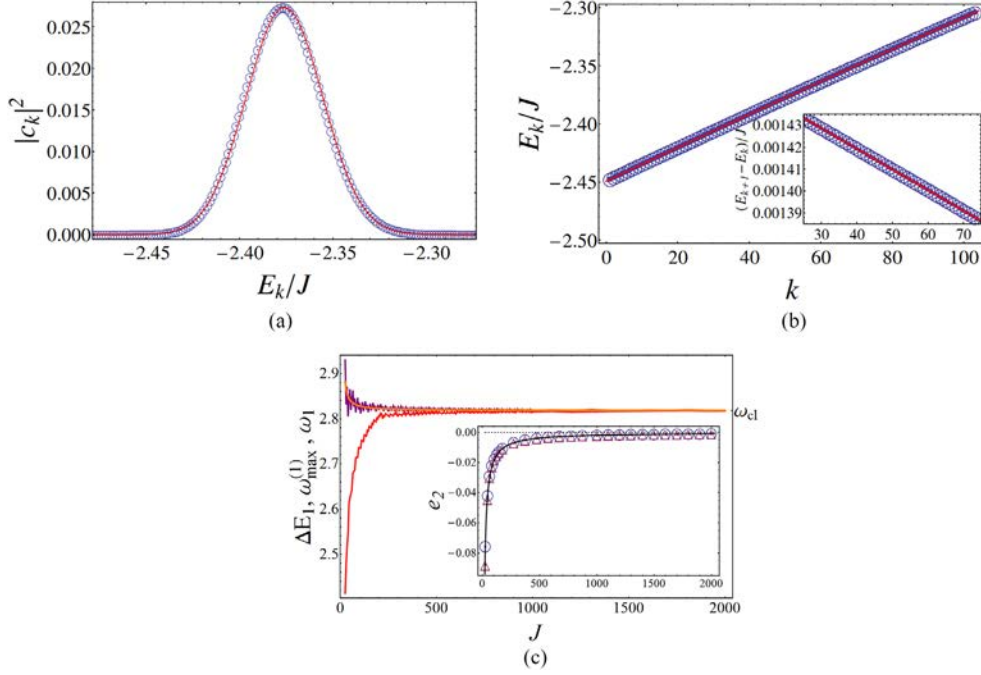 0.025
0.020
0.015
0.010
0.005
0.000
|c_k|^2
−2.45 −2.40 −2.35 −2.30
E_k/J
(a)
−2.30
−2.35
−2.40
−2.45
−2.50
E_k/J
0.00143
0.00142
0.00141
0.00140
0.00139
(E_{k+1}−E_k)/J
30 40 50 60 70
0 20 40 60 80 100
k
(b)
2.9
2.8
2.7
2.6
2.5
ΔE_1, ω_max^(1), ω_1
ω_cl
0.00
−0.02
−0.04
−0.06
−0.08
e_2
0 500 1000 1500 2000
0 500 1000 1500 2000
J
(c)